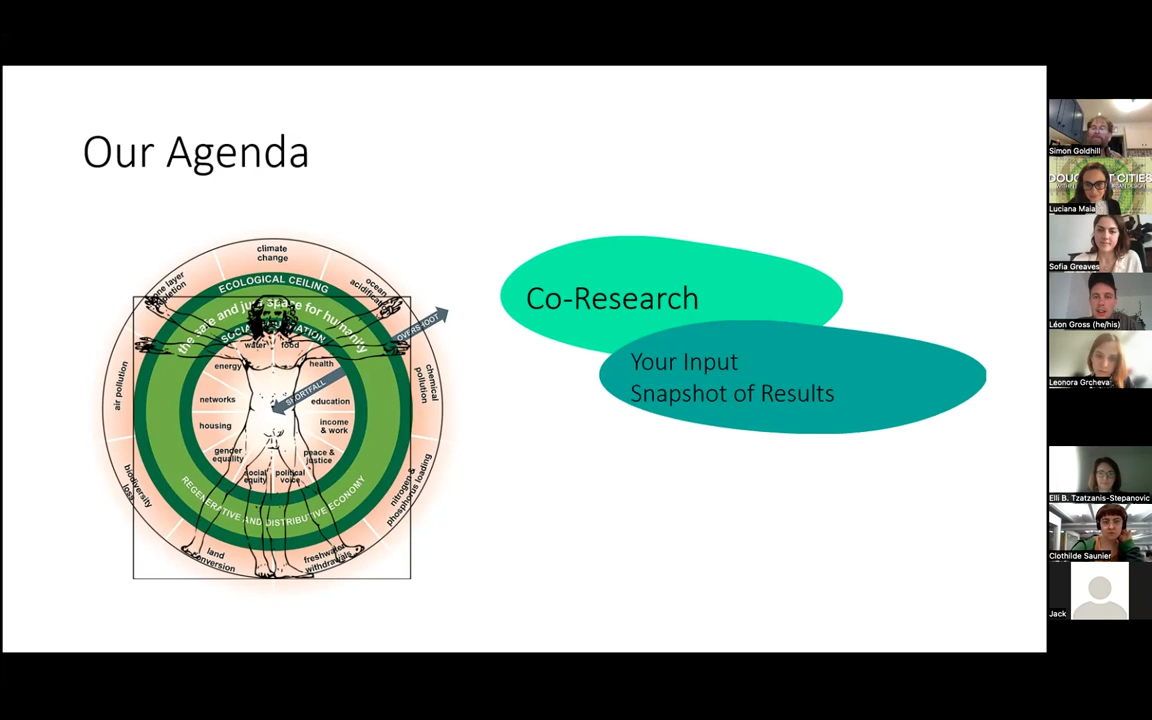 Our Agenda
climate
change
ocean
acidification
ozone layer
depletion
ECOLOGICAL CEILING
the safe and just space for humanity
SOCIAL FOUNDATION
OVERSHOOT
water
food
energy
health
SHORTFALL
networks
education
housing
income
& work
gender
equality
peace &
justice
social
equity
political
voice
air pollution
chemical
pollution
biodiversity
loss
nitrogen &
phosphorus loading
REGENERATIVE AND DISTRIBUTIVE ECONOMY
land
conversion
freshwater
withdrawals
Co-Research
Your Input
Snapshot of Results
Simon Goldhill
CITIES
Luciana Maia
Sofia Greaves
Léon Gross (he/his)
Leonora Grcheva
Elli B. Tzatzanis-Stepanovic
Clothilde Saunier
Jack